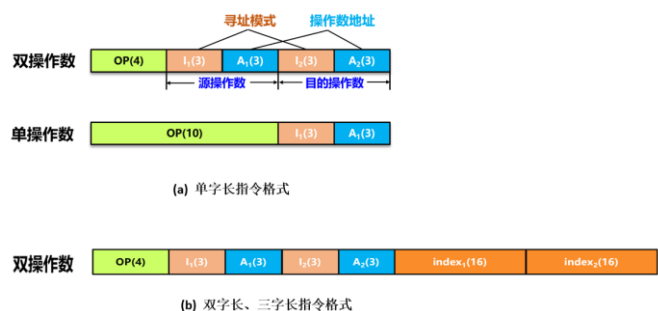 寻址模式 操作数地址
双操作数 OP(4) I₁(3) A₁(3) I₂(3) A₂(3)
源操作数 目的操作数
单操作数 OP(10) I₁(3) A₁(3)
(a) 单字长指令格式
双操作数 OP(4) I₁(3) A₁(3) I₂(3) A₂(3) index₁(16) index₂(16)
(b) 双字长、三字长指令格式